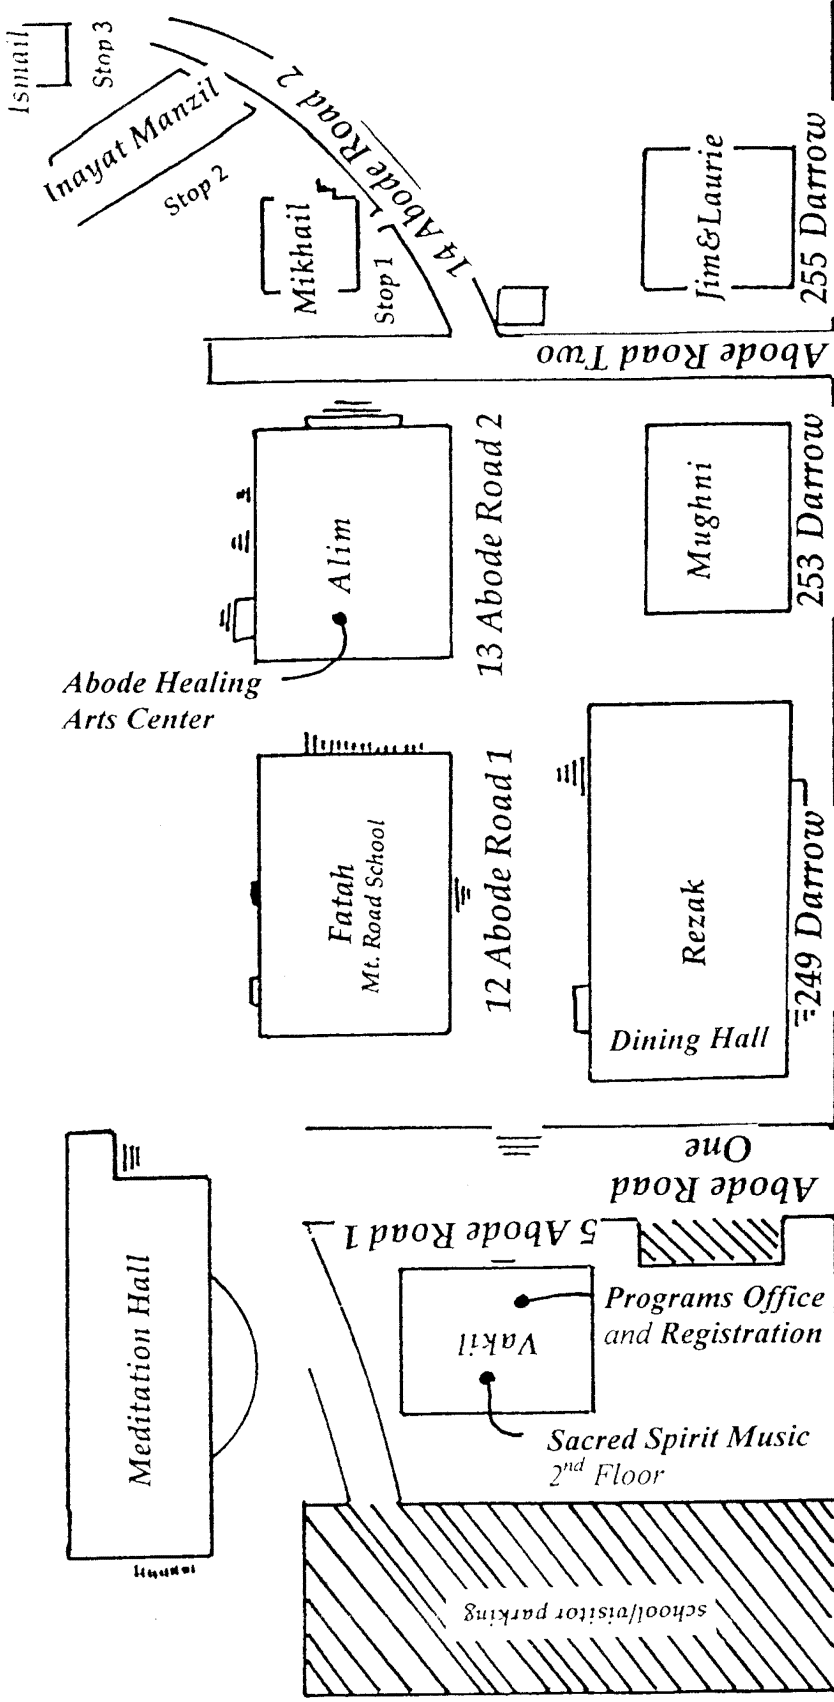 Ismail
Stop 3
Inayat Manzil
Stop 2
14 Abode Road 2
Mikhail
Stop 1
Jim&Laurie
255 Darrow
Abode Road Two
Alim
13 Abode Road 2
Mughni
253 Darrow
Abode Healing
Arts Center
Fatah
Mt. Road School
12 Abode Road 1
Rezak
Dining Hall
249 Darrow
Abode Road
One
5 Abode Road 1
Meditation Hall
Vakil
Programs Office
and Registration
Sacred Spirit Music
2nd Floor
school/visitor parking